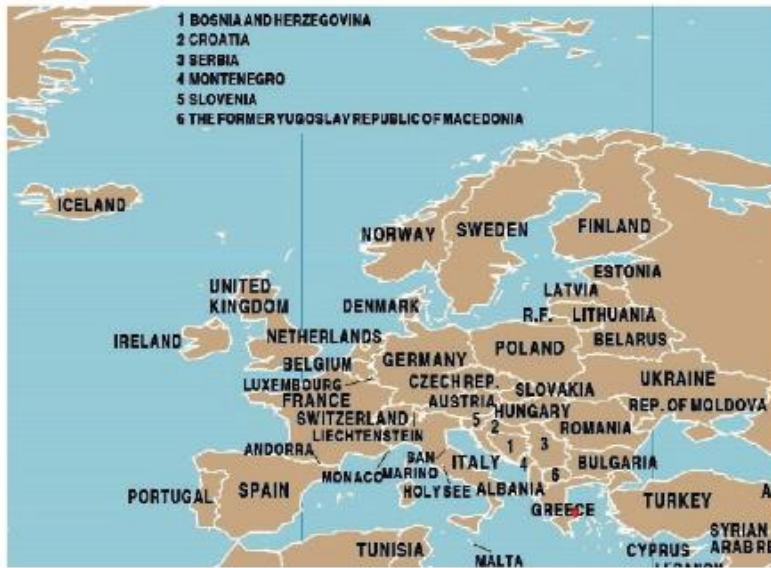 1 BOSNIA AND HERZEGOVINA
2 CROATIA
3 SERBIA
4 MONTENEGRO
5 SLOVENIA
6 THE FORMER YUGOSLAV REPUBLIC OF MACEDONIA
ICELAND
NORWAY
SWEDEN
FINLAND
ESTONIA
LATVIA
UNITED
KINGDOM
DENMARK
R.F.
LITHUANIA
IRELAND
NETHERLANDS
BELARUS
POLAND
BELGIUM
GERMANY
LUXEMBOURG
CZECH REP.
UKRAINE
SLOVAKIA
FRANCE
AUSTRIA
HUNGARY
REP. OF MOLDOVA
SWITZERLAND
5
2
ROMANIA
LIECHTENSTEIN
1
3
ANDORRA
SAN
MARINO
ITALY
4
BULGARIA
MONACO
6
PORTUGAL
SPAIN
HOLY SEE
ALBANIA
TURKEY
A
GREECE
SYRIAN
ARAB RE
TUNISIA
CYPRUS
MALTA
LEBANON